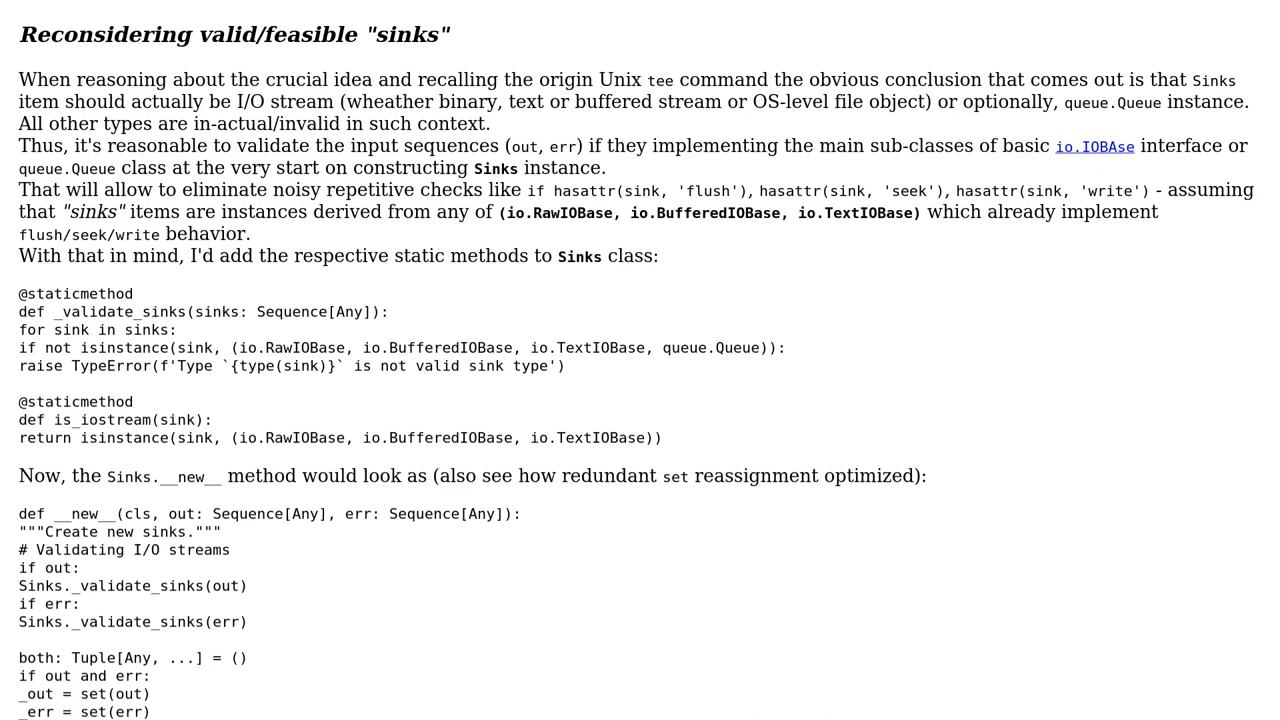 Reconsidering valid/feasible "sinks"
When reasoning about the crucial idea and recalling the origin Unix tee command the obvious conclusion that comes out is that Sinks
item should actually be I/O stream (wheather binary, text or buffered stream or OS-level file object) or optionally, queue.Queue instance.
All other types are in-actual/invalid in such context.
Thus, it's reasonable to validate the input sequences (out, err) if they implementing the main sub-classes of basic io.IOBAse interface or
queue.Queue class at the very start on constructing Sinks instance.
That will allow to eliminate noisy repetitive checks like if hasattr(sink, 'flush'), hasattr(sink, 'seek'), hasattr(sink, 'write') - assuming
that "sinks" items are instances derived from any of (io.RawIOBase, io.BufferedIOBase, io.TextIOBase) which already implement
flush/seek/write behavior.
With that in mind, I'd add the respective static methods to Sinks class:
@staticmethod
def _validate_sinks(sinks: Sequence[Any]):
for sink in sinks:
if not isinstance(sink, (io.RawIOBase, io.BufferedIOBase, io.TextIOBase, queue.Queue)):
raise TypeError(f'Type `{type(sink)}` is not valid sink type')
@staticmethod
def is_iostream(sink):
return isinstance(sink, (io.RawIOBase, io.BufferedIOBase, io.TextIOBase))
Now, the Sinks.__new__ method would look as (also see how redundant set reassignment optimized):
def __new__(cls, out: Sequence[Any], err: Sequence[Any]):
"""Create new sinks."""
# Validating I/O streams
if out:
Sinks._validate_sinks(out)
if err:
Sinks._validate_sinks(err)
both: Tuple[Any, ...] = ()
if out and err:
_out = set(out)
_err = set(err)